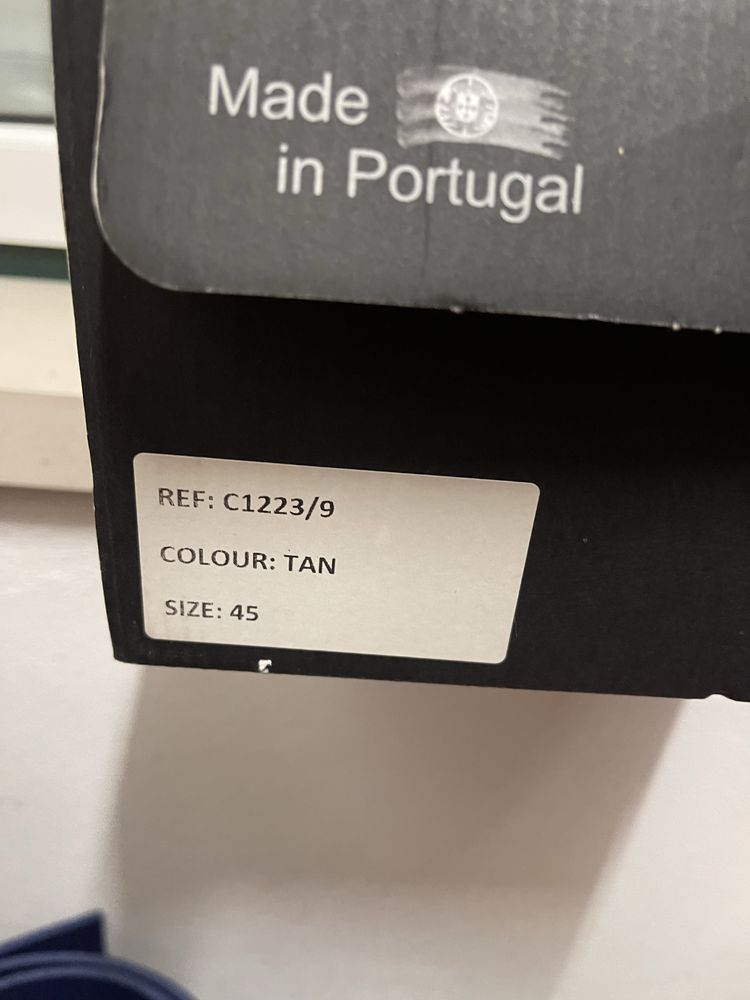 Made
in Portugal
REF: C1223/9
COLOUR: TAN
SIZE: 45